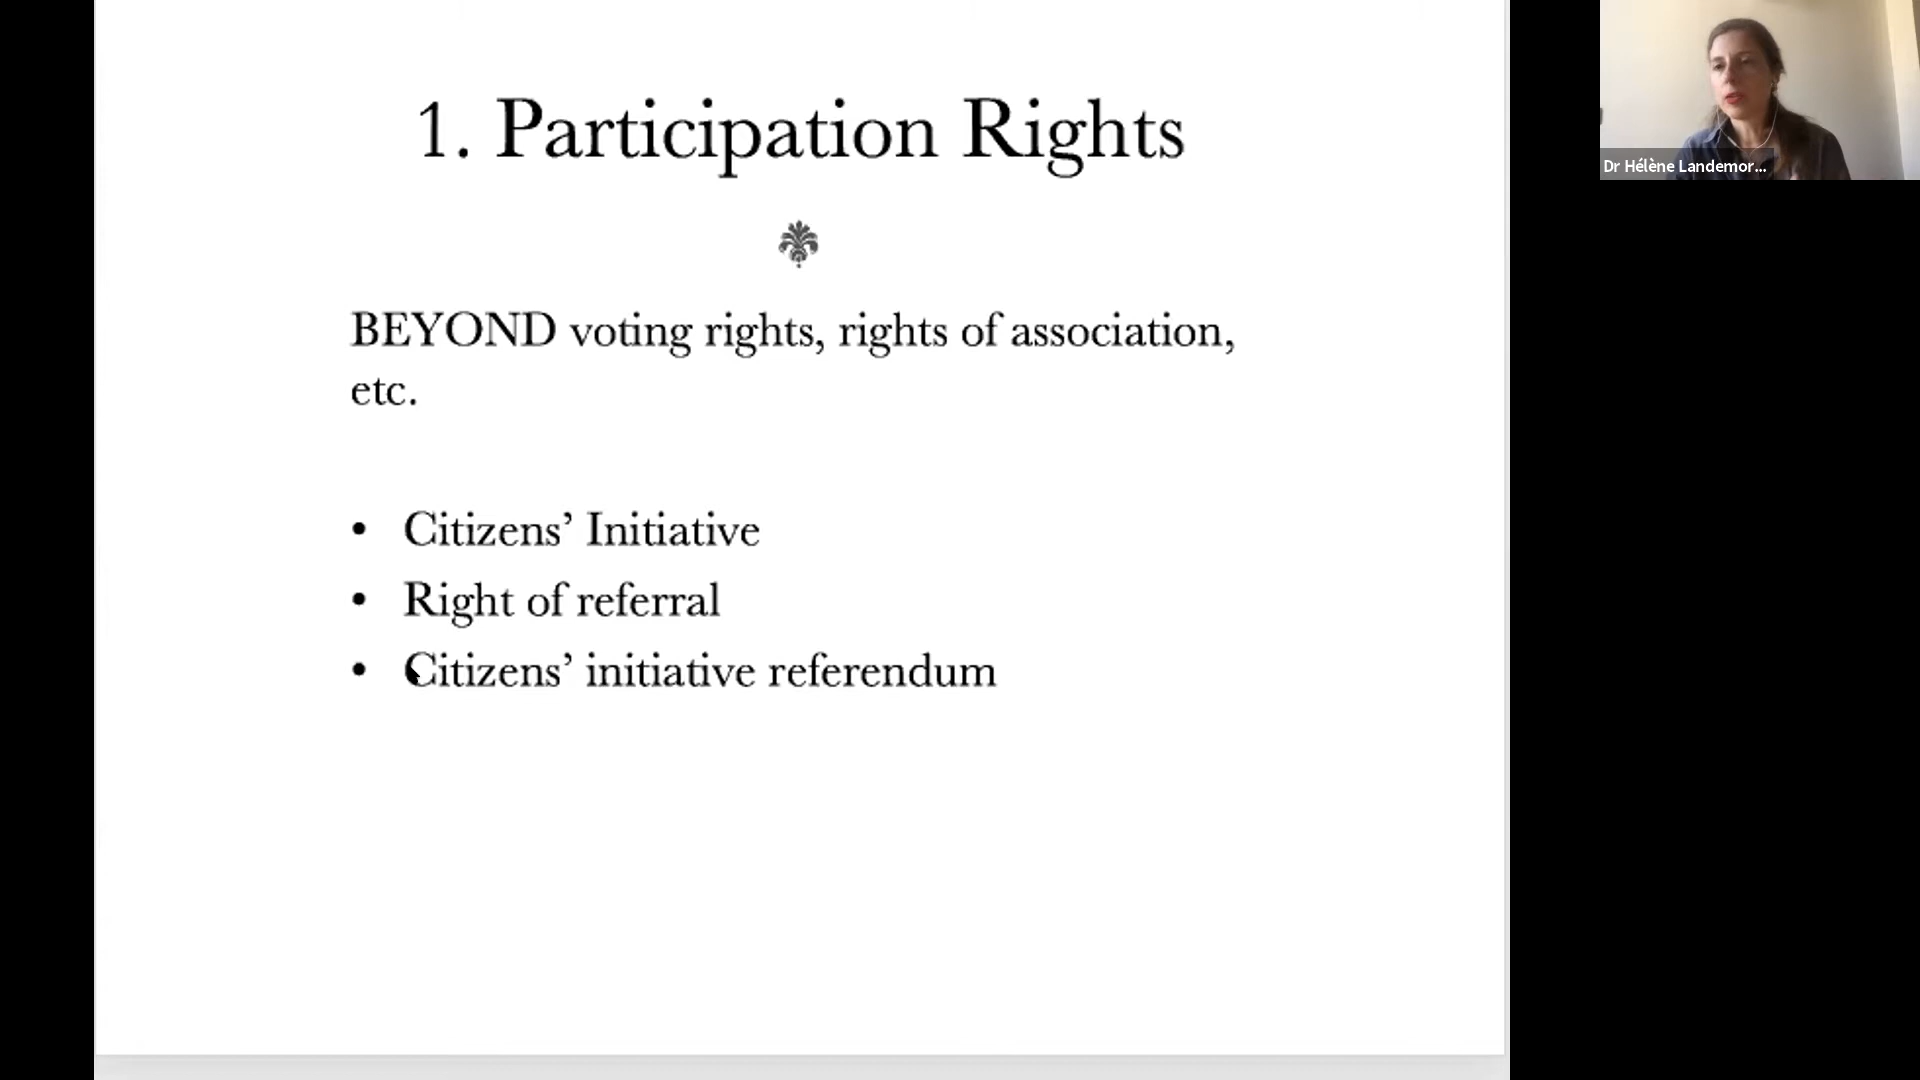 1. Participation Rights
BEYOND voting rights, rights of association,
etc.
• Citizens’ Initiative
• Right of referral
• Citizens’ initiative referendum
Dr Hélène Landemor...